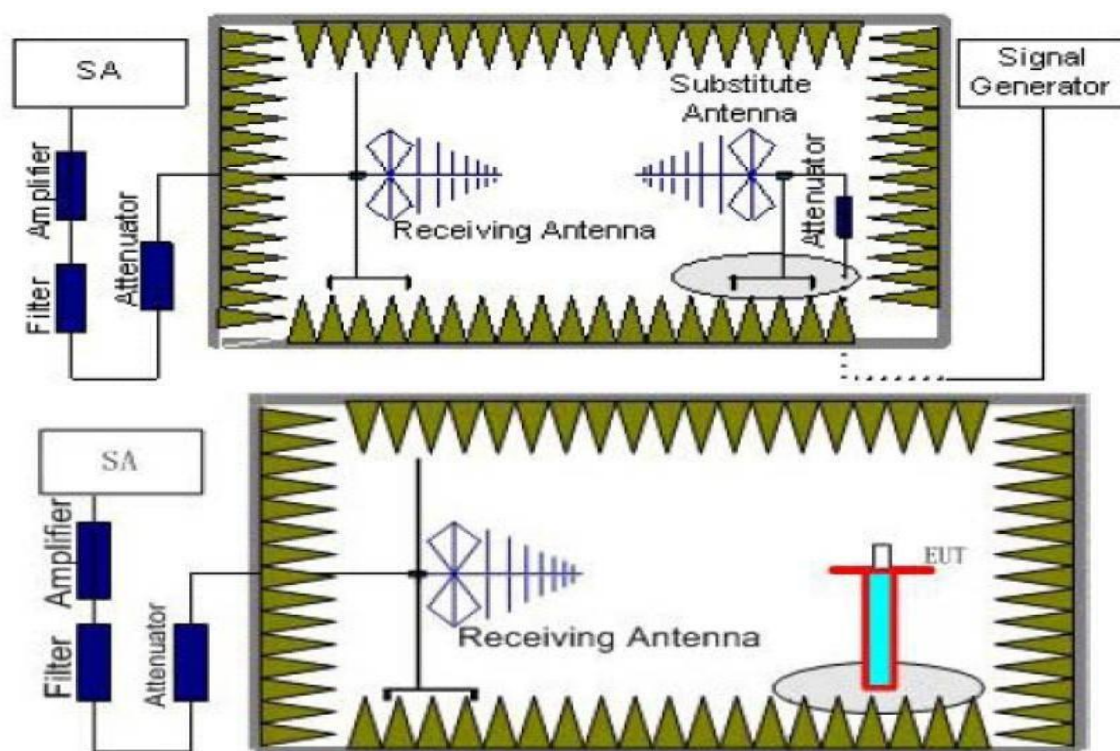 SA
Signal
Generator
Substitute
Antenna
Amplifier
Attenuator
Attenuator
Receiving Antenna
Filter
SA
Amplifier
EUT
Attenuator
Filter
Receiving Antenna